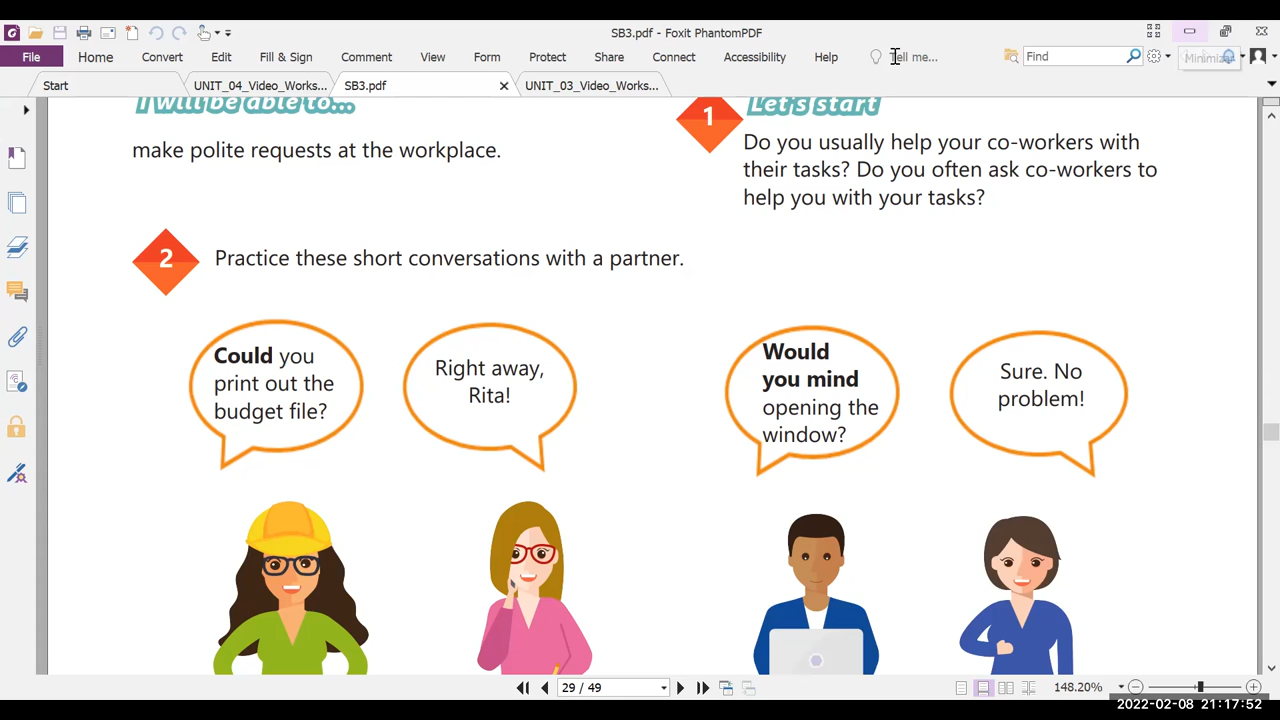 SB3.pdf - Foxit PhantomPDF
File Home Convert Edit Fill & Sign Comment View Form Protect Share Connect Accessibility Help Tell me... Find Minimize
Start UNIT_04_Video_Works... SB3.pdf UNIT_03_Video_Works...
I will be able to...
make polite requests at the workplace.
1 Let's start
Do you usually help your co-workers with
their tasks? Do you often ask co-workers to
help you with your tasks?
2 Practice these short conversations with a partner.
Could you
print out the
budget file?
Right away,
Rita!
Would
you mind
opening the
window?
Sure. No
problem!
29 / 49
148.20%
2022-02-08 21:17:52